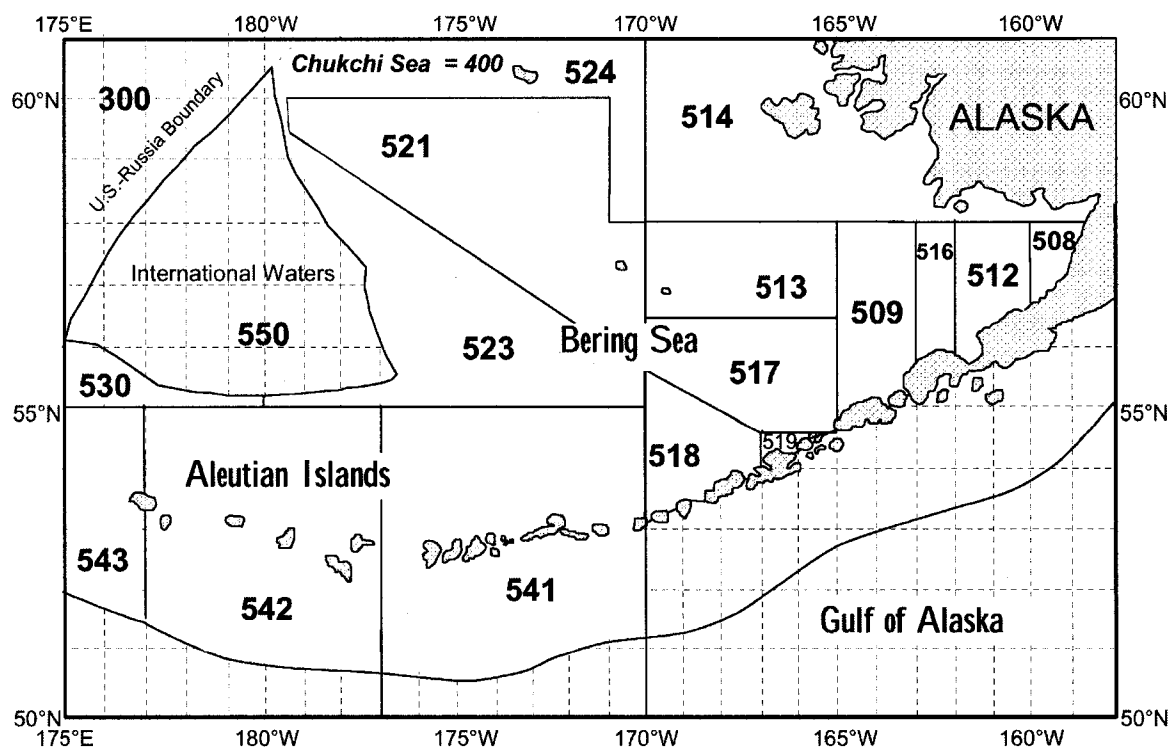 175°E 180°W 175°W 170°W 165°W 160°W
Chukchi Sea = 400
524
60°N
300
514
ALASKA
60°N
U.S.-Russia Boundary
521
516
508
International Waters
513
512
509
550
523
Bering Sea
517
530
55°N
55°N
519
518
Aleutian Islands
543
542
541
Gulf of Alaska
50°N
50°N
175°E 180°W 175°W 170°W 165°W 160°W